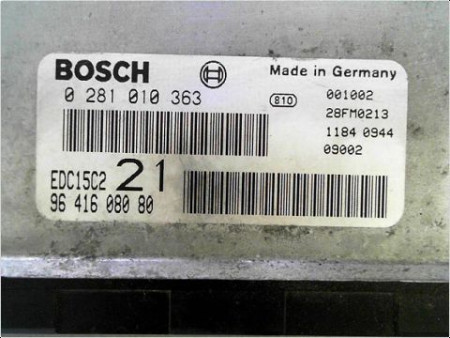 BOSCH
Made in Germany
0 281 010 363
810
001002
28FM0213
1184 0944
09002
EDC15C2 21
96 416 080 80